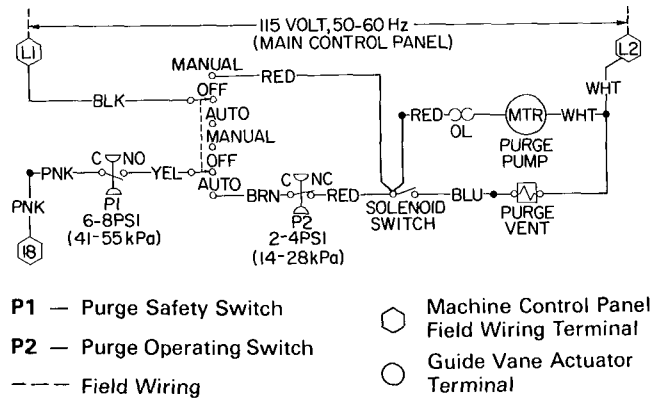 115 VOLT, 50-60 Hz
(MAIN CONTROL PANEL)
L1
L2
MANUAL
RED
WHT
OFF
BLK
AUTO
RED
OL
MTR
WHT
MANUAL
PURGE
PUMP
OFF
PNK
C
NO
YEL
AUTO
C
NC
BRN
RED
BLU
PNK
P1
6-8PSI
(41-55 kPa)
P2
2-4PSI
(14-28kPa)
SOLENOID
SWITCH
PURGE
VENT
18
P1 — Purge Safety Switch
P2 — Purge Operating Switch
---- Field Wiring
Machine Control Panel
Field Wiring Terminal
Guide Vane Actuator
Terminal